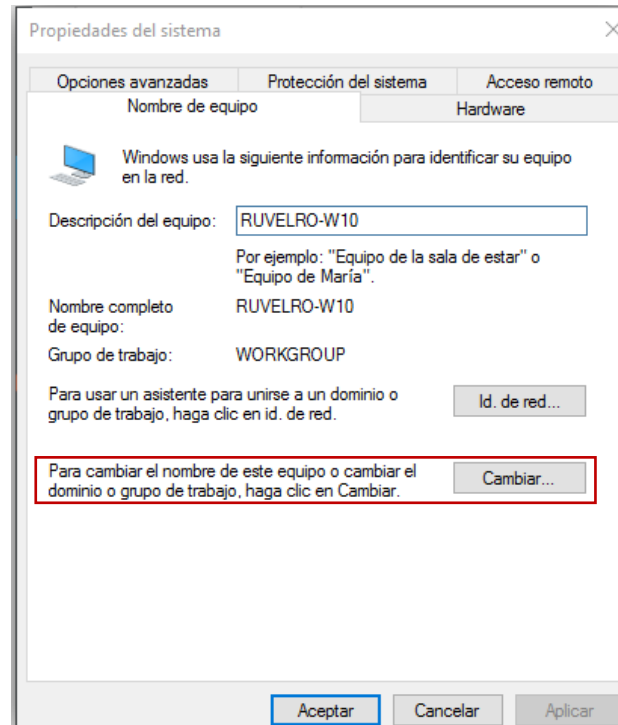 Propiedades del sistema
Opciones avanzadas
Protección del sistema
Acceso remoto
Nombre de equipo
Hardware
Windows usa la siguiente información para identificar su equipo
en la red.
Descripción del equipo:
RUVELRO-W10
Por ejemplo: "Equipo de la sala de estar" o
"Equipo de María".
Nombre completo
de equipo:
RUVELRO-W10
Grupo de trabajo:
WORKGROUP
Para usar un asistente para unirse a un dominio o
grupo de trabajo, haga clic en id. de red.
Id. de red...
Para cambiar el nombre de este equipo o cambiar el
dominio o grupo de trabajo, haga clic en Cambiar.
Cambiar...
Aceptar
Cancelar
Aplicar